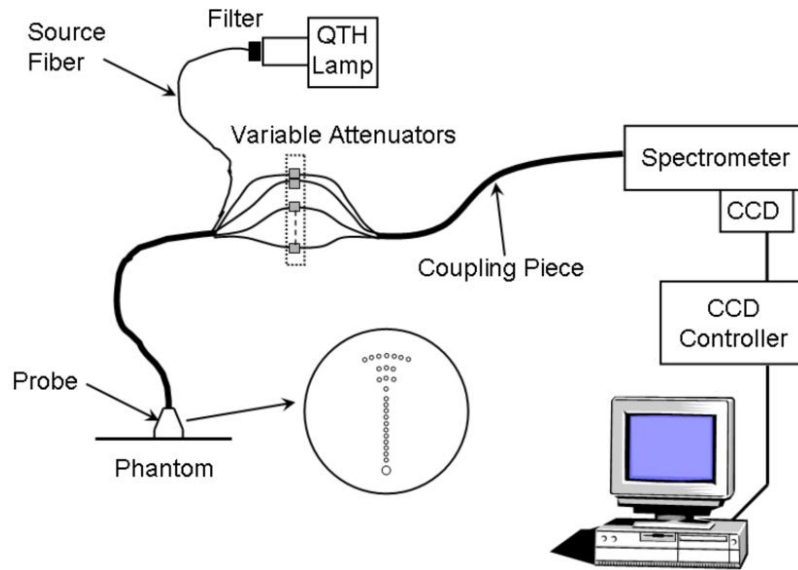 Source
Fiber
Filter
QTH
Lamp
Variable Attenuators
Spectrometer
CCD
Coupling Piece
CCD
Controller
Probe
Phantom